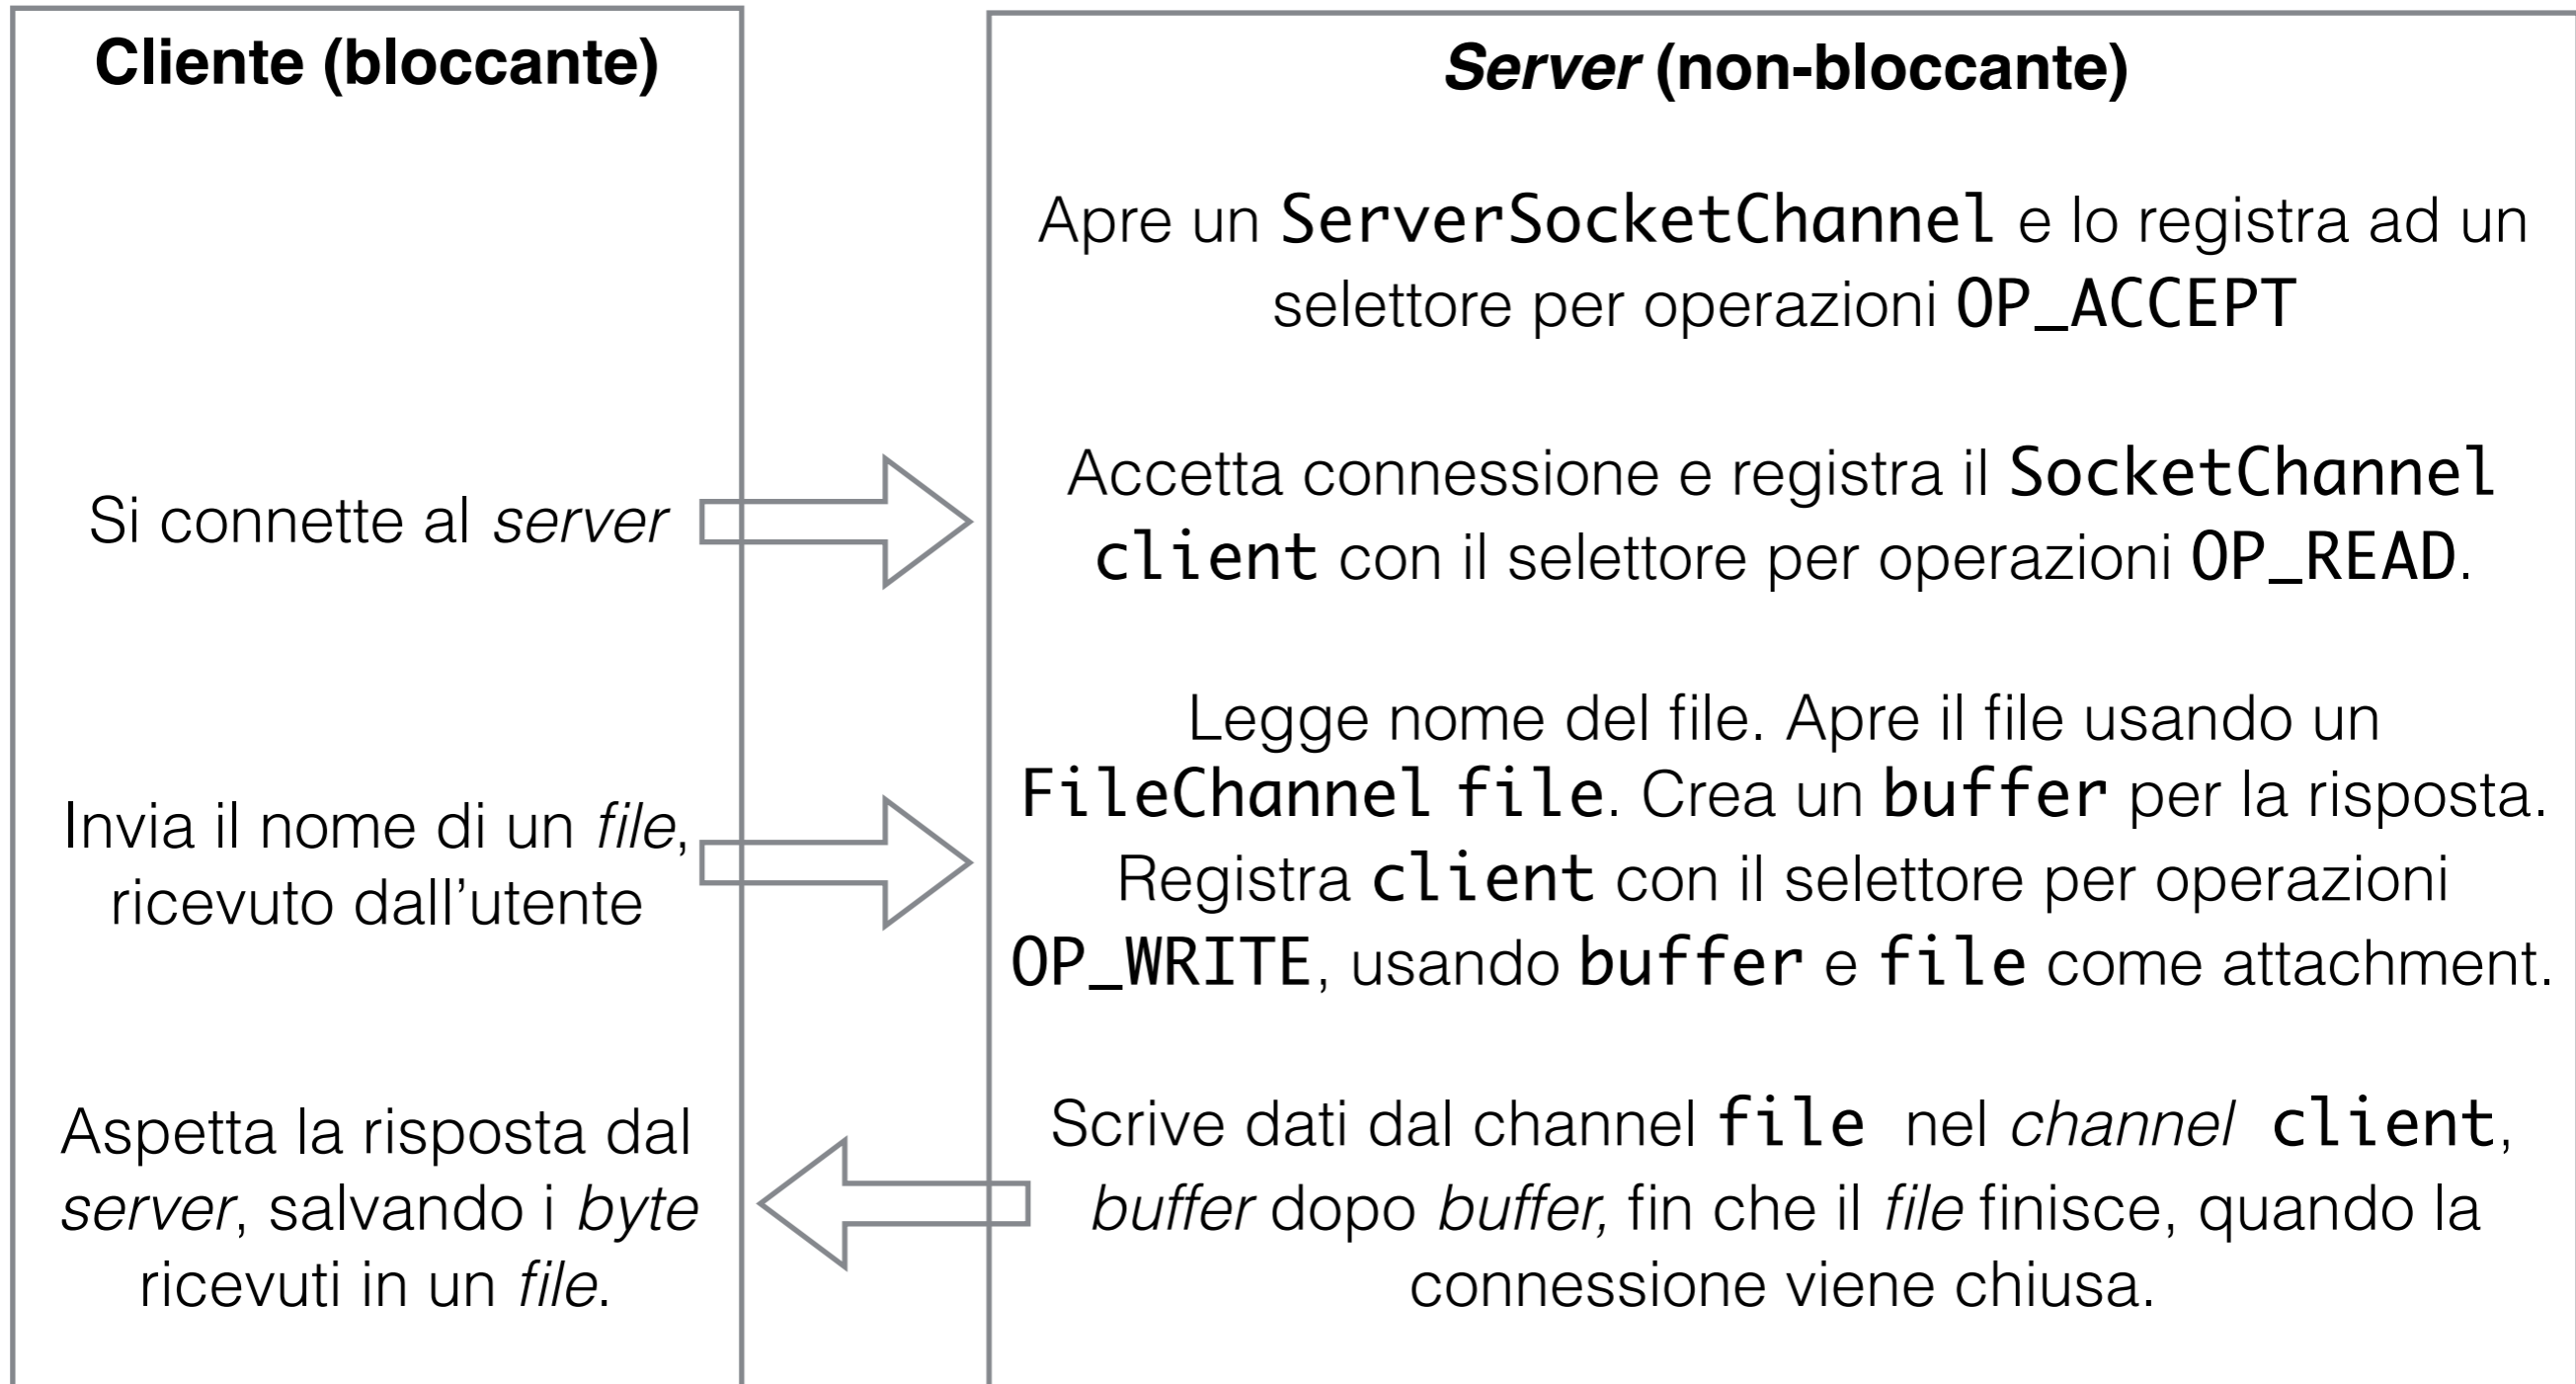 Cliente (bloccante)
Server (non-bloccante)
Apre un ServerSocketChannel e lo registra ad un
selettore per operazioni OP_ACCEPT
Si connette al server
Accetta connessione e registra il SocketChannel
client con il selettore per operazioni OP_READ.
Invia il nome di un file,
ricevuto dall'utente
Legge nome del file. Apre il file usando un
FileChannel file. Crea un buffer per la risposta.
Registra client con il selettore per operazioni
OP_WRITE, usando buffer e file come attachment.
Aspetta la risposta dal
server, salvando i byte
ricevuti in un file.
Scrive dati dal channel file nel channel client,
buffer dopo buffer, fin che il file finisce, quando la
connessione viene chiusa.